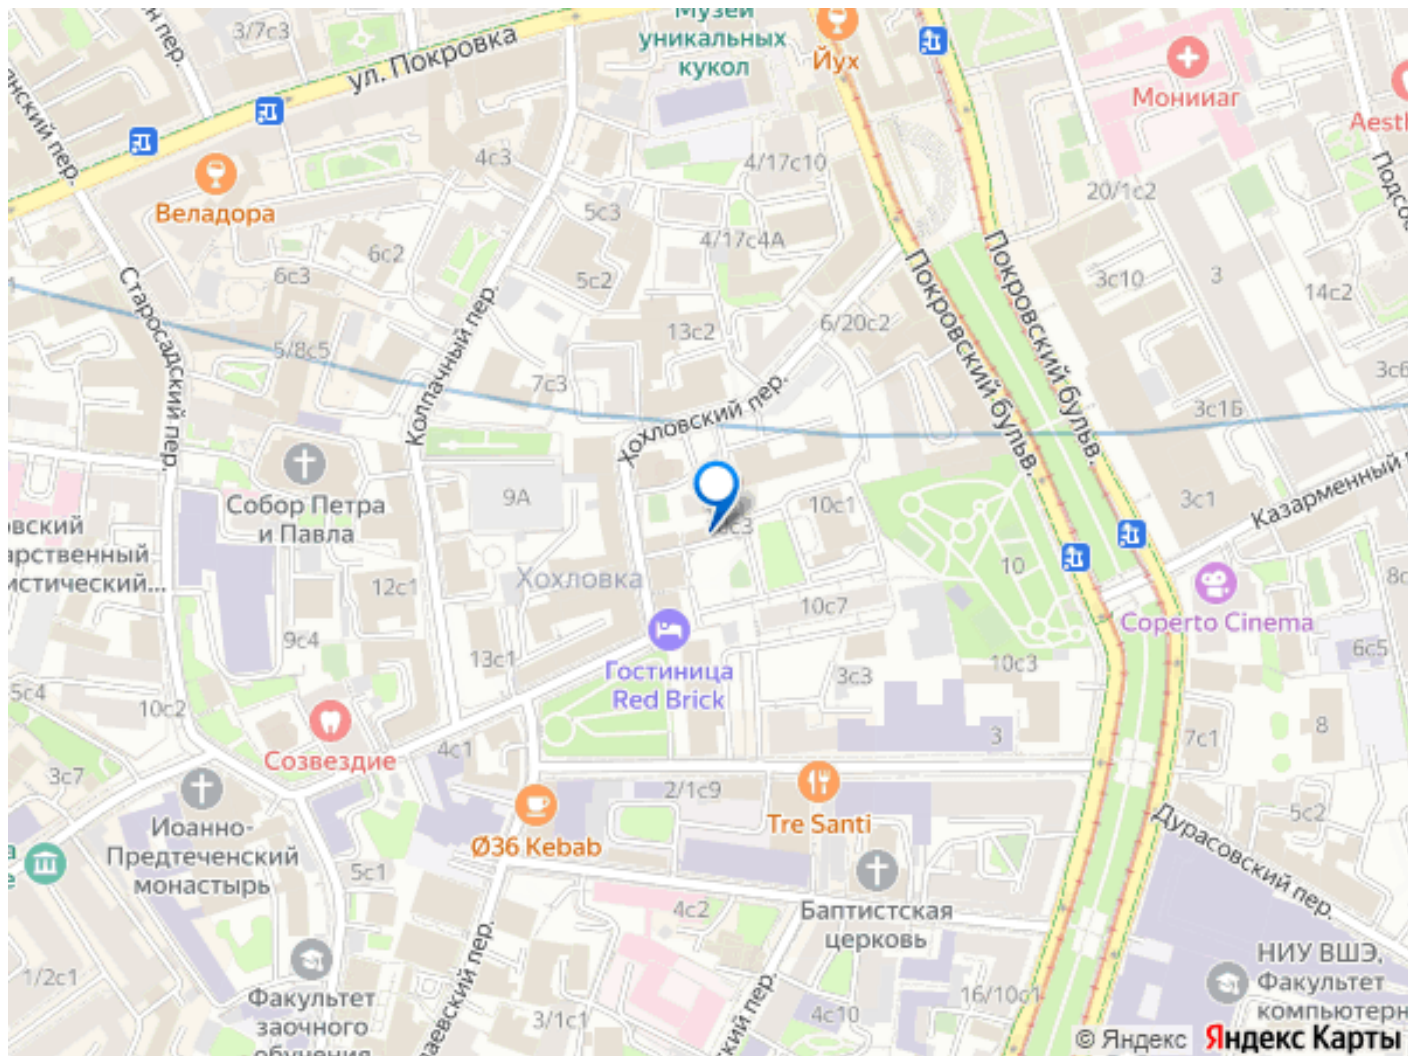 Музей
уникальных
кукол
Йух
3/7с3
ул. Покровка
Мониаг
Aesth
Веладора
4с3
4/17с10
20/1с2
5с3
4/17с4А
6с2
6с3
5с2
3с10
3
14с2
Старосадский пер.
Колпачный пер.
13с2
6/20с2
Покровский бульв.
Покровский бульв.
5/8с5
7с3
Хохловский пер.
3с1Б
3с6
Собор Петра
и Павла
9А
10с1
3с1
Казарменный
12с1
Хохловка
10
10с7
Coperto Cinema
6с5
9с4
13с1
Гостиница
Red Brick
3с3
10с3
5с4
10с2
Созвездие
4с1
3
7с1
8
3с7
2/1с9
Tre Santi
5с2
Дурасовский пер.
Иоанно-
Предтеченский
монастырь
Ø36 Kebab
5с1
4с2
Баптистская
церковь
1/2с1
Факультет
заочного
обучения
3/1с1
4с10
16/10с1
НИУ ВШЭ,
Факультет
компьютерн
© Яндекс Яндекс Карты